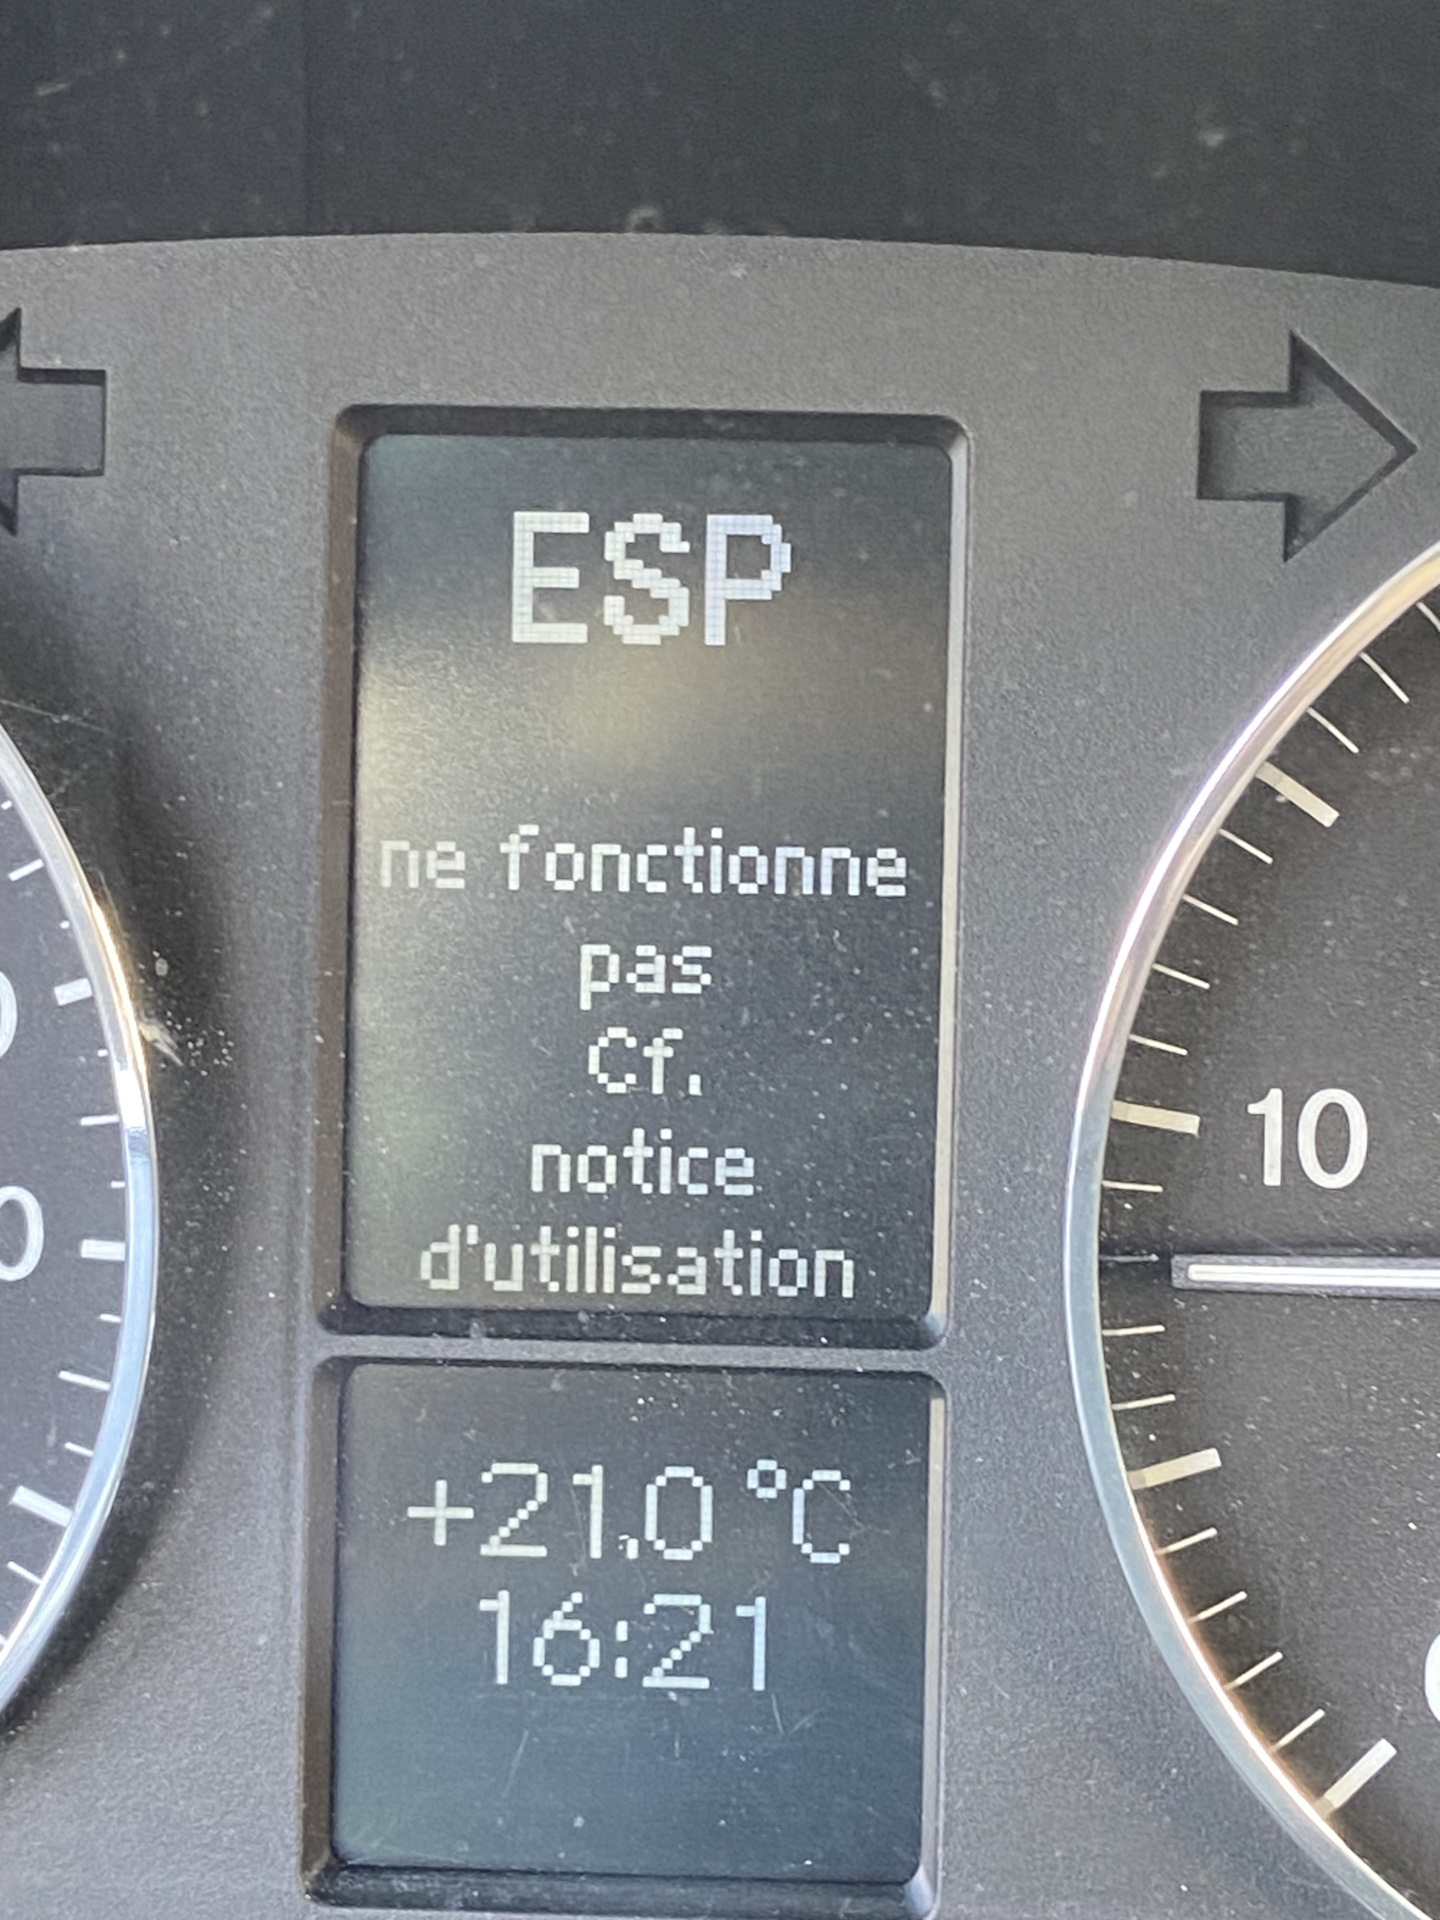 ESP
ne fonctionne
pas
Cf.
notice
d'utilisation
10
+21,0 °C
16:21